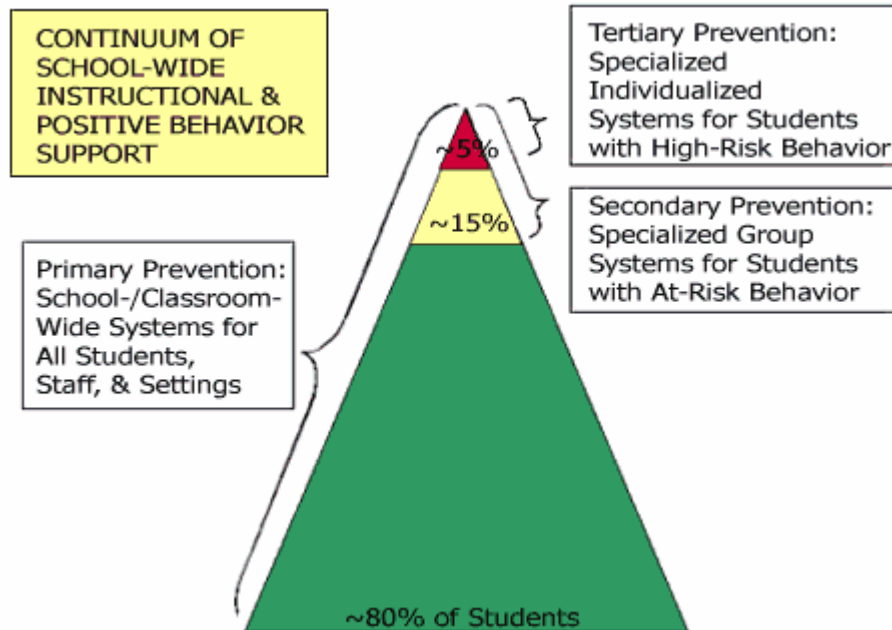 CONTINUUM OF
SCHOOL-WIDE
INSTRUCTIONAL &
POSITIVE BEHAVIOR
SUPPORT
Tertiary Prevention:
Specialized
Individualized
Systems for Students
with High-Risk Behavior
~5%
~15%
Secondary Prevention:
Specialized Group
Systems for Students
with At-Risk Behavior
Primary Prevention:
School-/Classroom-
Wide Systems for
All Students,
Staff, & Settings
~80% of Students